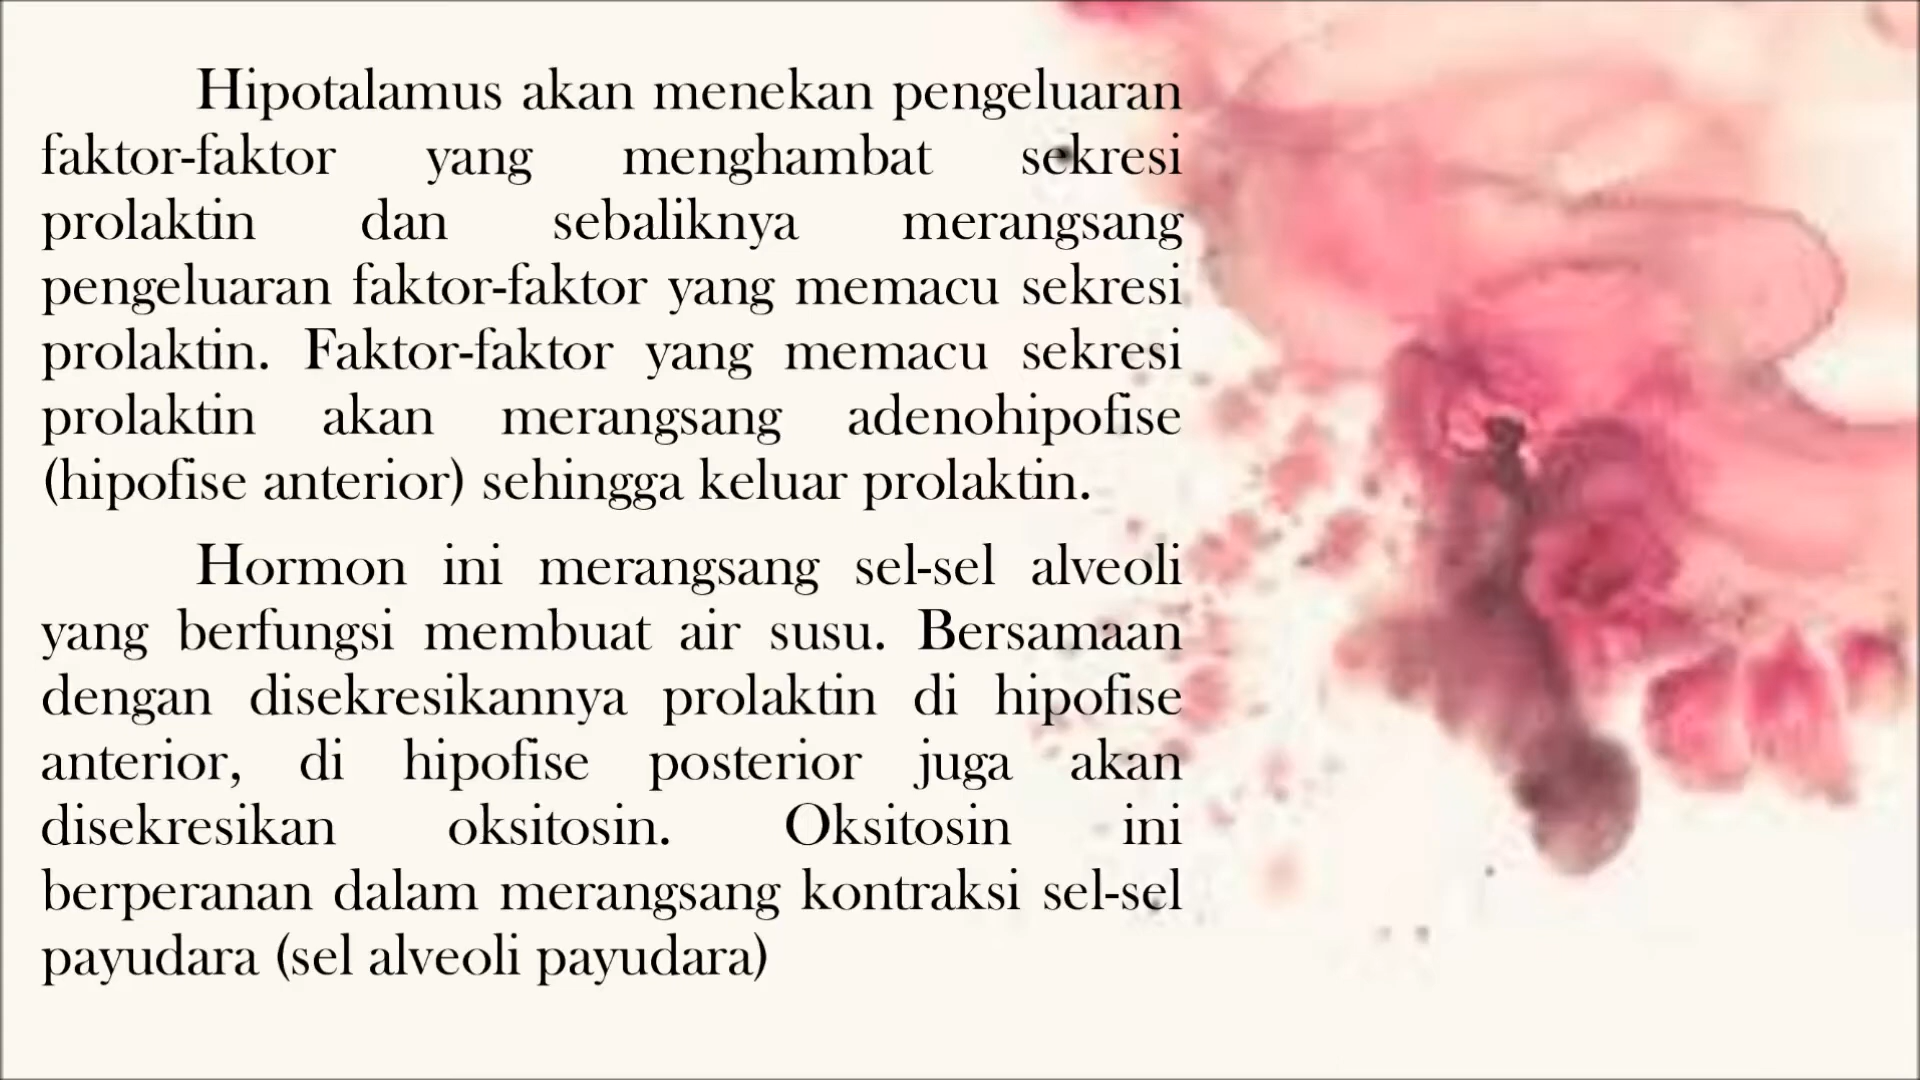 Hipotalamus akan menekan pengeluaran
faktor-faktor yang menghambat sekresi
prolaktin dan sebaliknya merangsang
pengeluaran faktor-faktor yang memacu sekresi
prolaktin. Faktor-faktor yang memacu sekresi
prolaktin akan merangsang adenohipofise
(hipofise anterior) sehingga keluar prolaktin.
Hormon ini merangsang sel-sel alveoli
yang berfungsi membuat air susu. Bersamaan
dengan disekresikannya prolaktin di hipofise
anterior, di hipofise posterior juga akan
disekresikan oksitosin. Oksitosin ini
berperanan dalam merangsang kontraksi sel-sel
payudara (sel alveoli payudara)